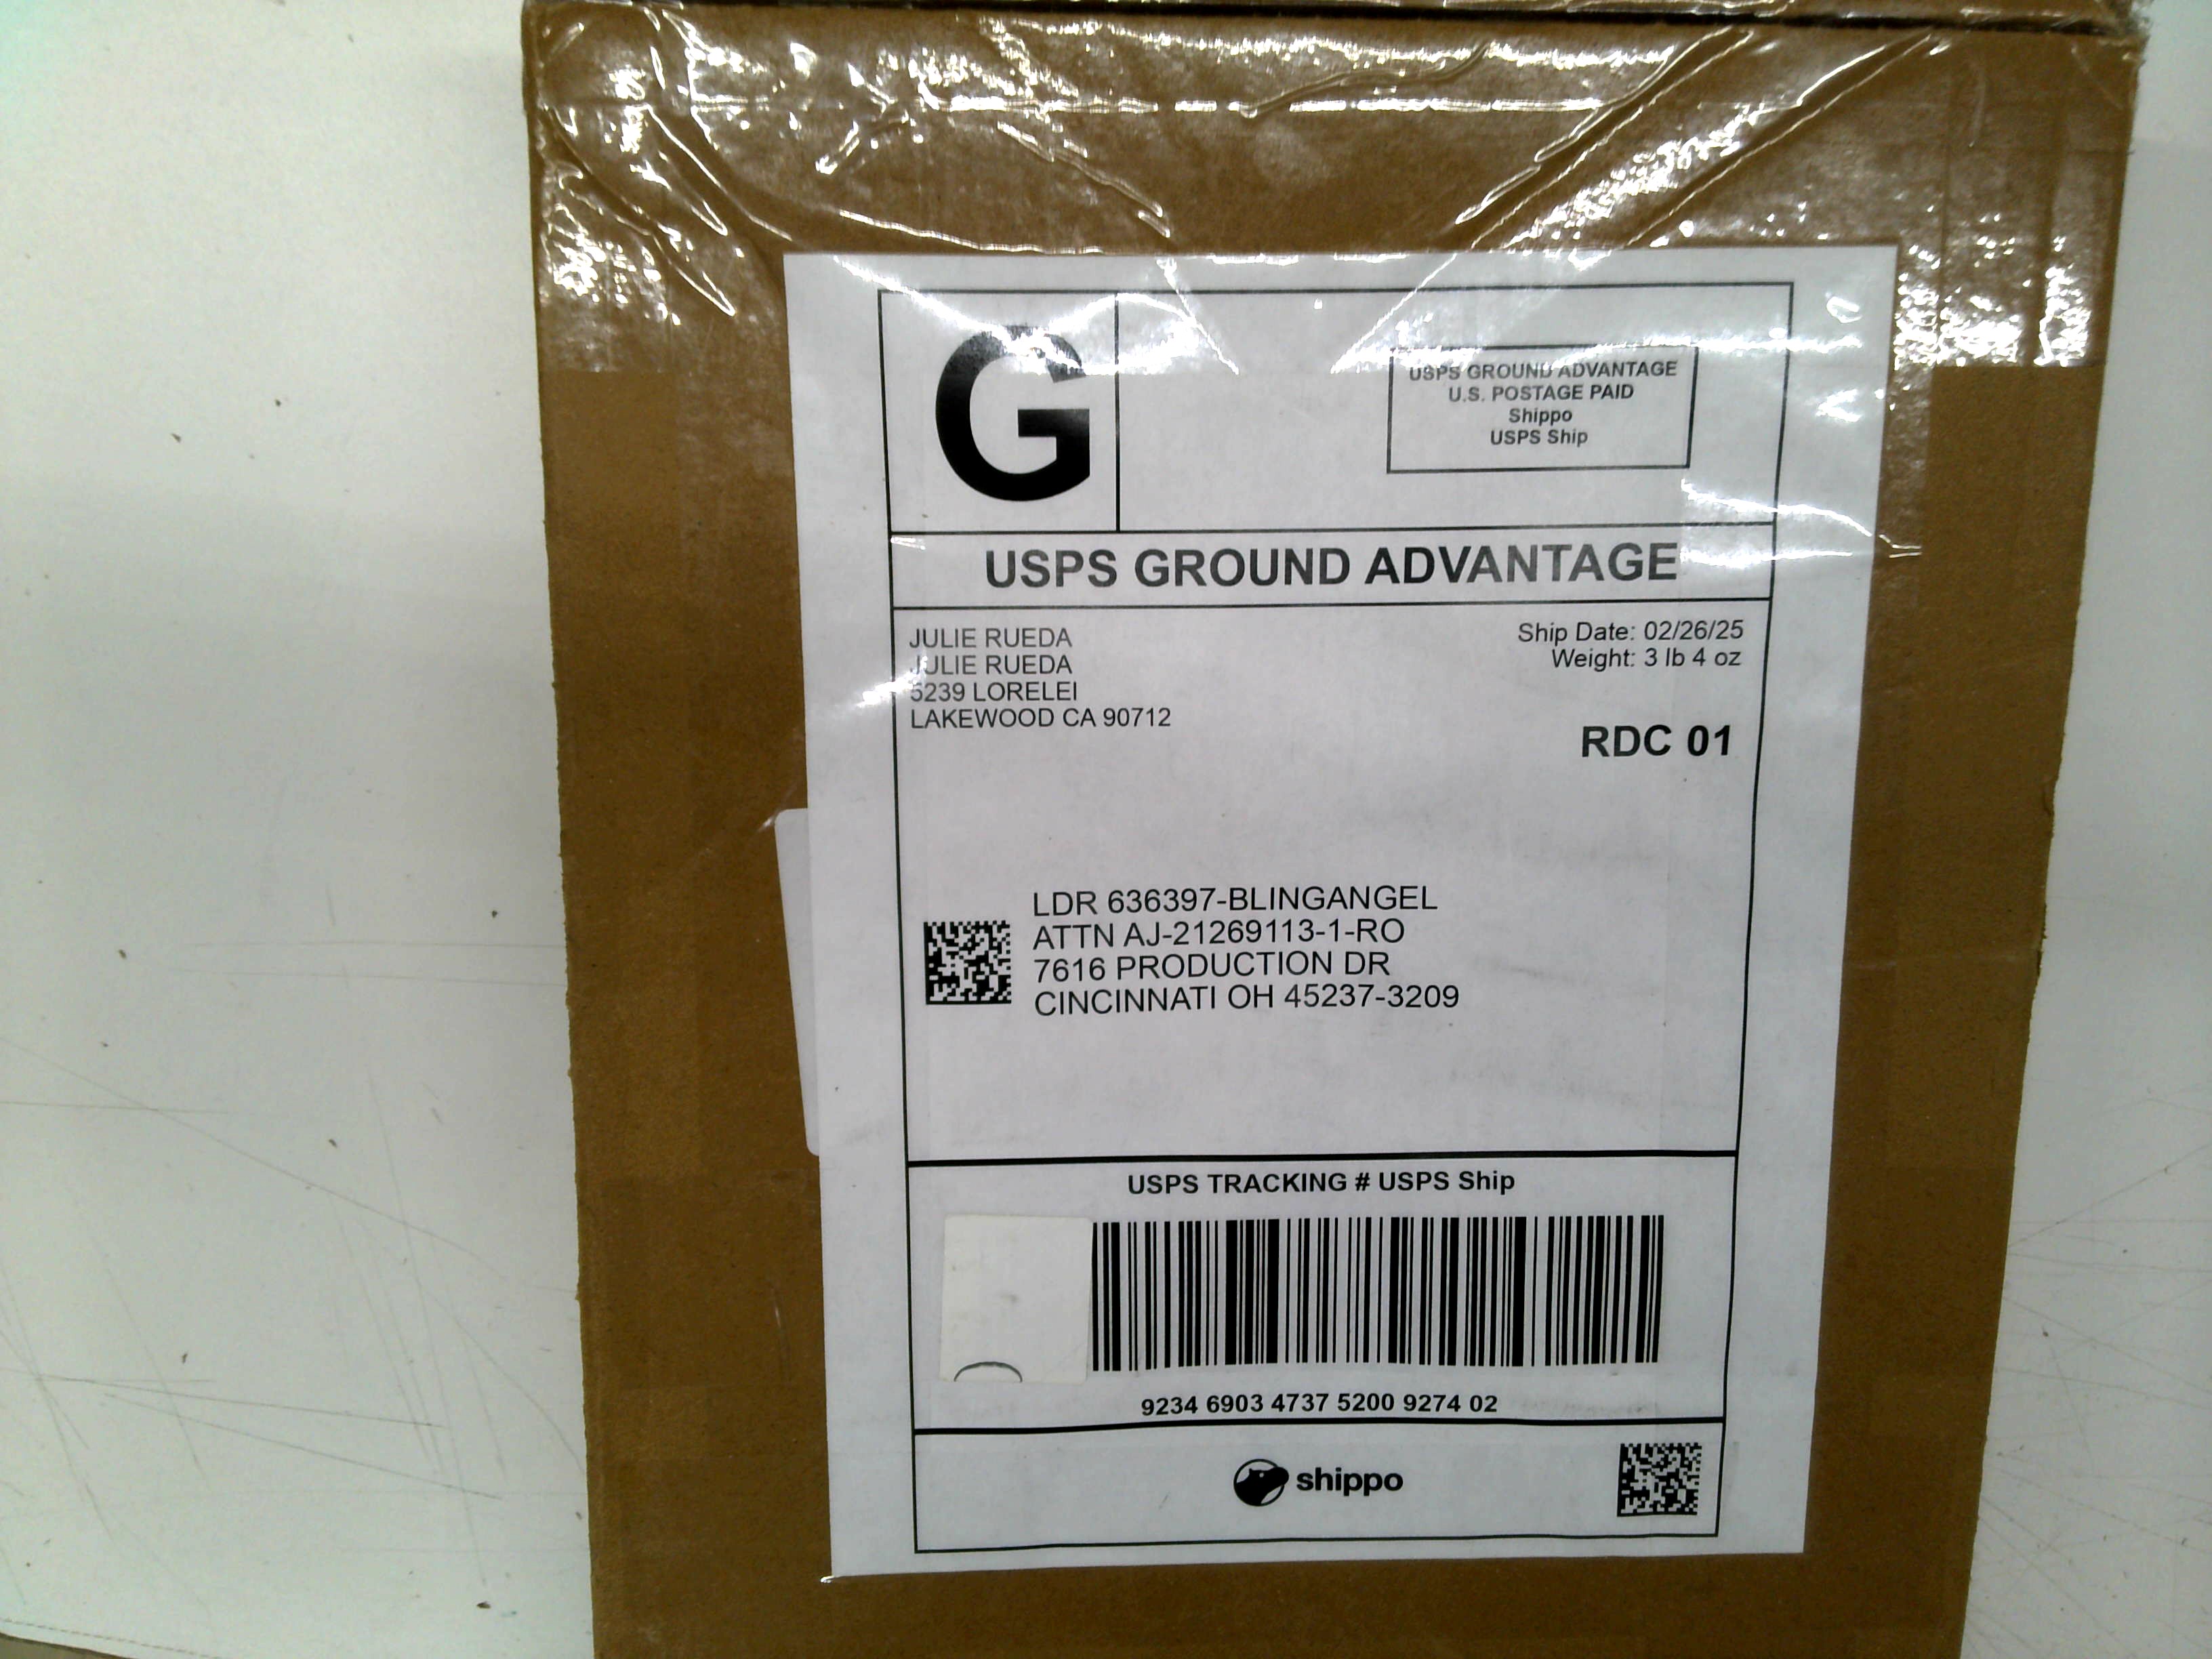 G
USPS GROUND ADVANTAGE
U.S. POSTAGE PAID
Shippo
USPS Ship
USPS GROUND ADVANTAGE
JULIE RUEDA
JULIE RUEDA
5239 LORELEI
LAKEWOOD CA 90712
Ship Date: 02/26/25
Weight: 3 lb 4 oz
RDC 01
LDR 636397-BLINGANGEL
ATTN AJ-21269113-1-RO
7616 PRODUCTION DR
CINCINNATI OH 45237-3209
USPS TRACKING # USPS Ship
9234 6903 4737 5200 9274 02
shippo